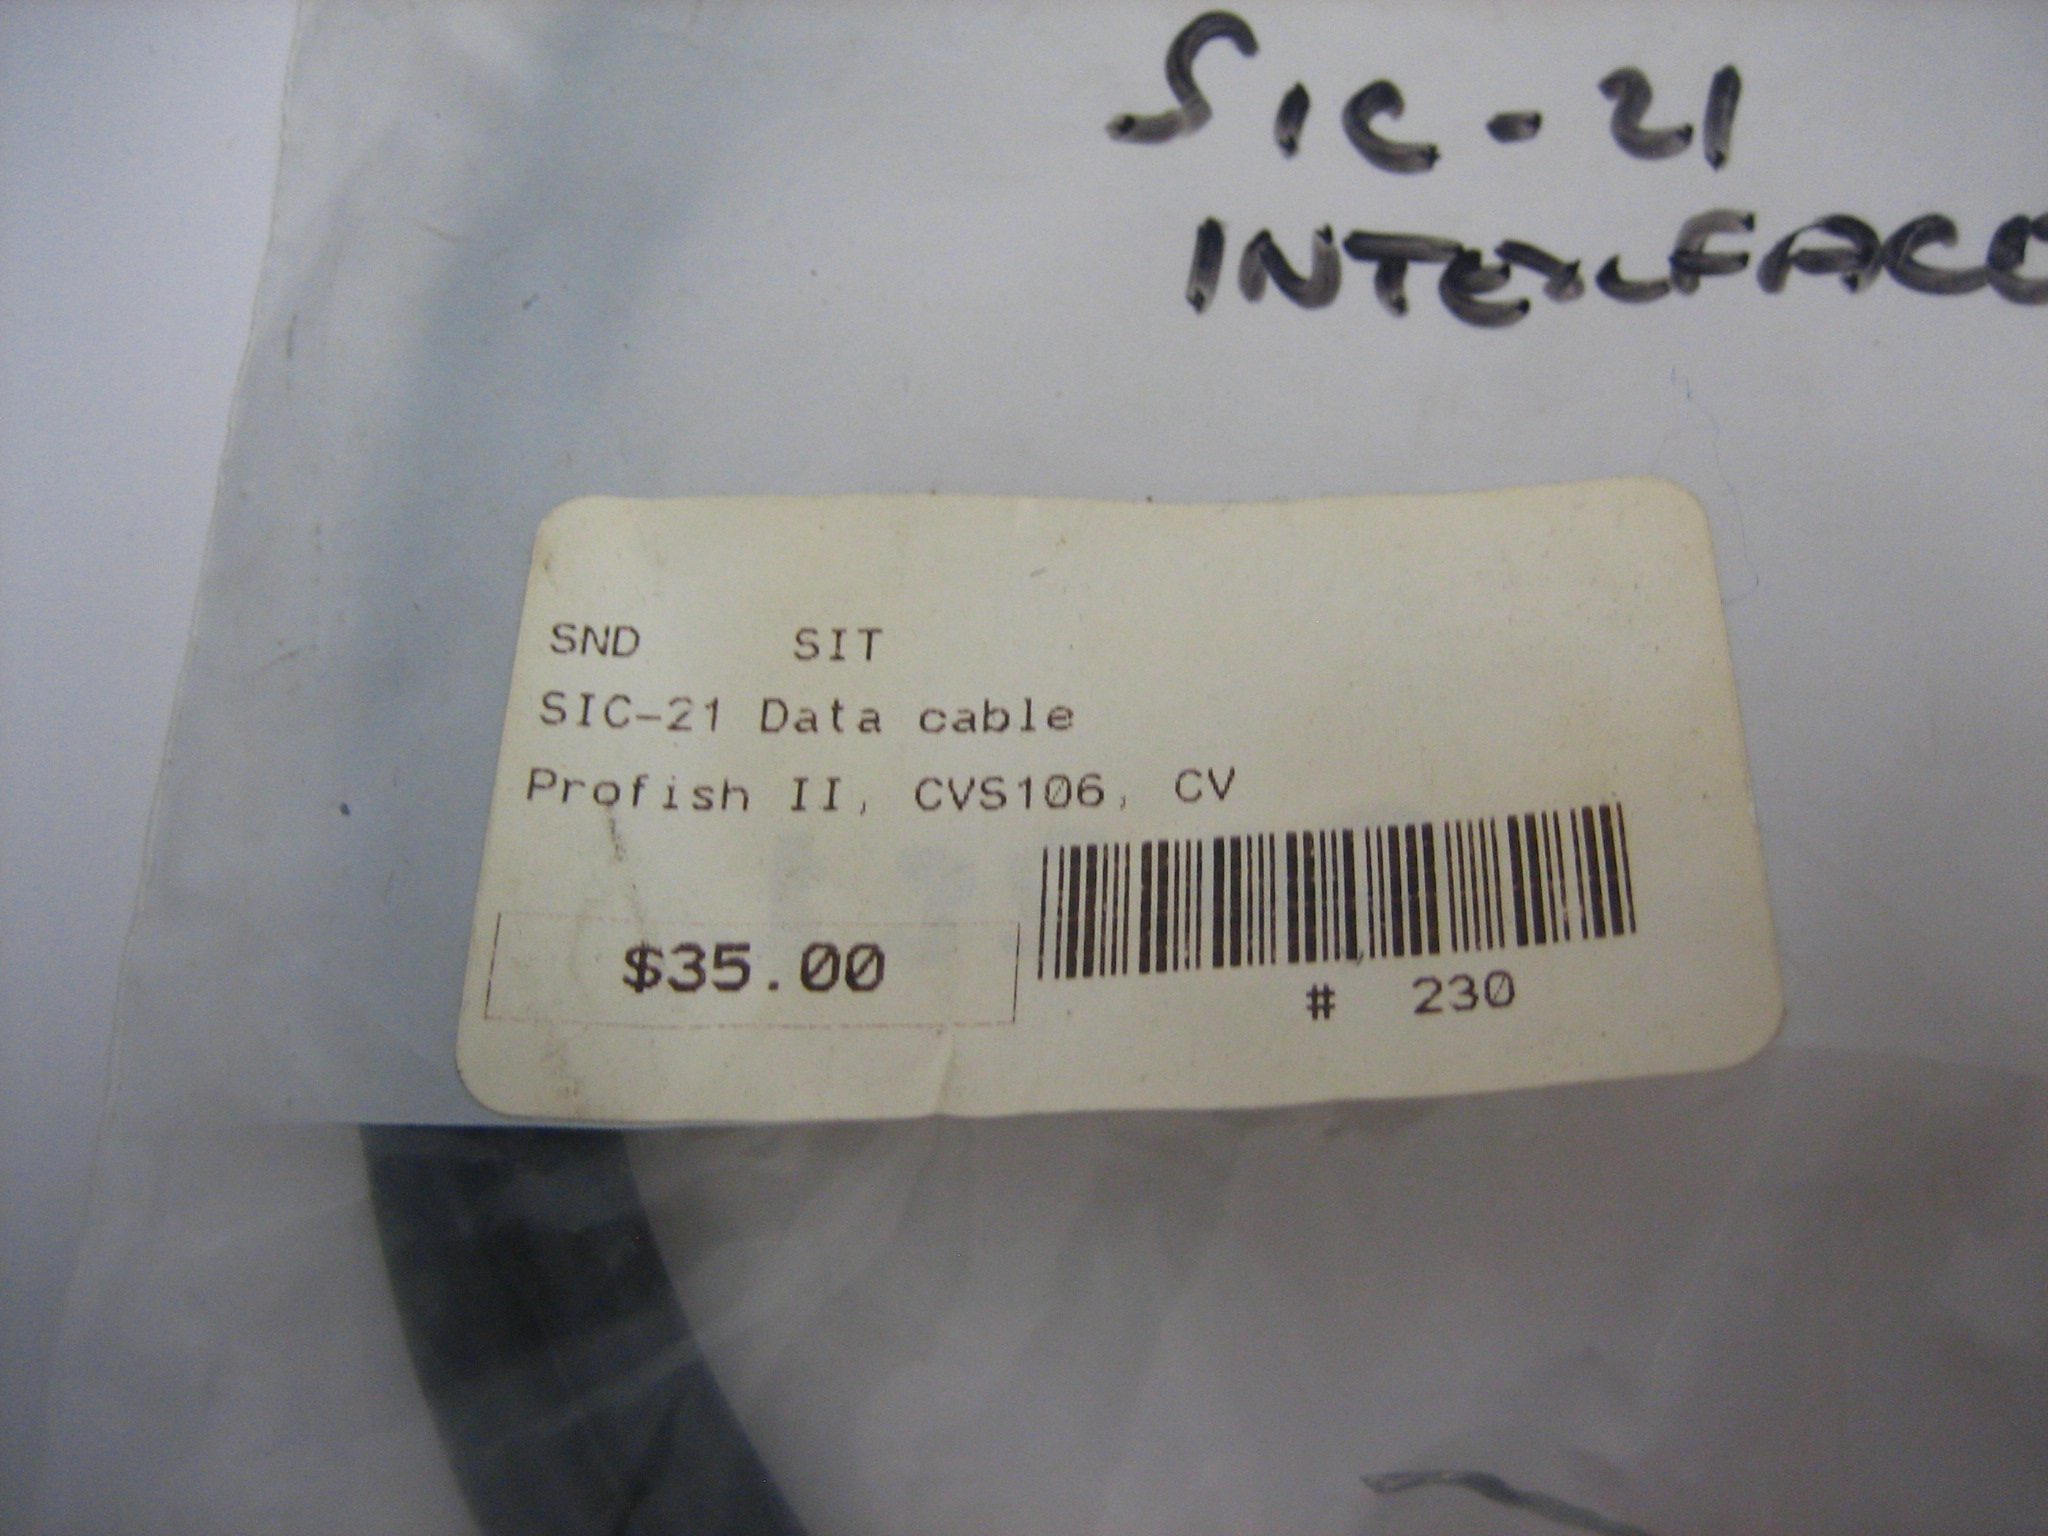 SIC-21
INTERFACE
SND SIT
SIC-21 Data cable
Profish II, CVS106, CV
$35.00
# 230